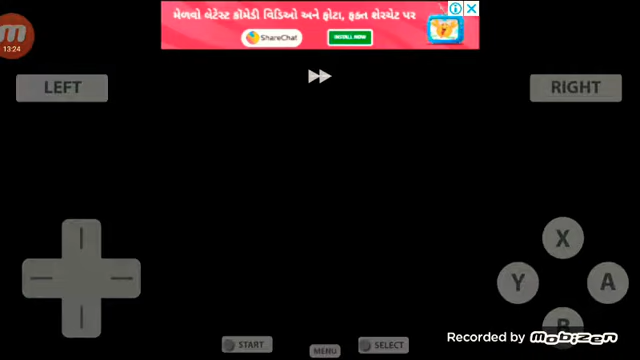 મેળવો લેટેસ્ટ કૉમેડી વિડિઓ અને ફોટા, ફક્ત શેરચેટ પર
ShareChat
INSTALL NOW
M
13:24
LEFT
RIGHT
X
Y
A
B
START
MENU
SELECT
Recorded by MOBIZEN